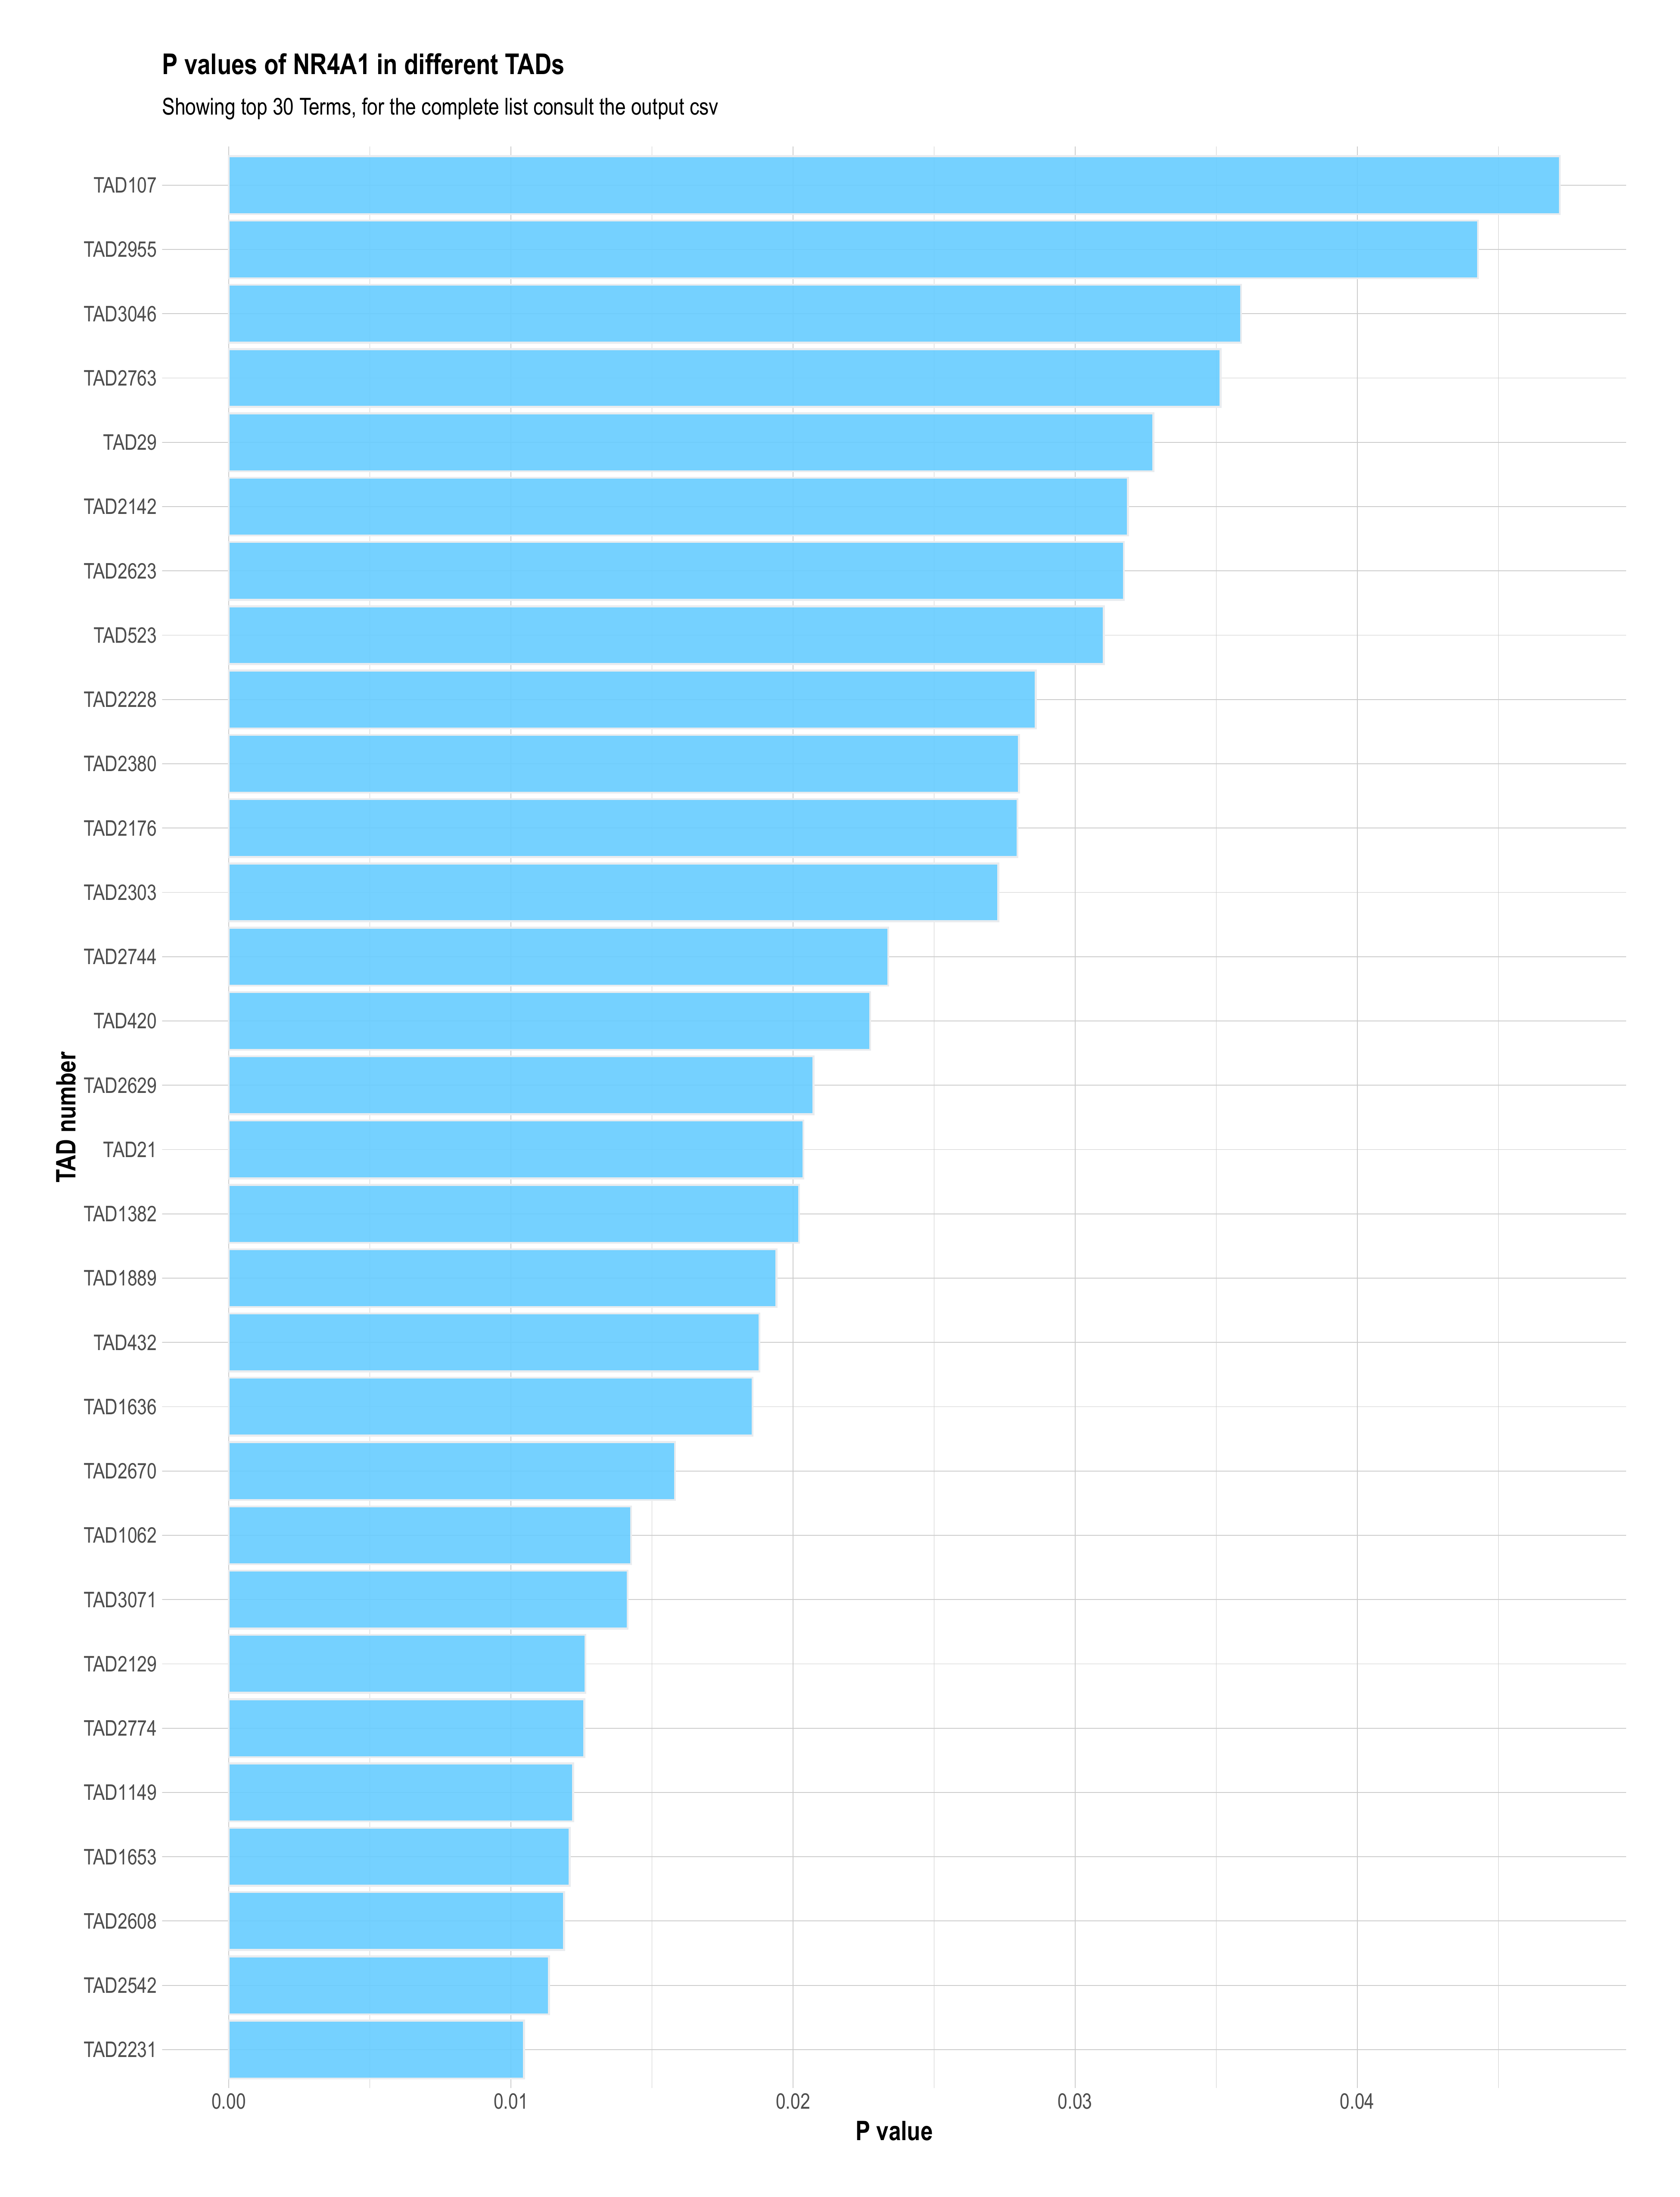 P values of NR4A1 in different TADs
Showing top 30 Terms, for the complete list consult the output csv
TAD107
TAD2955
TAD3046
TAD2763
TAD29
TAD2142
TAD2623
TAD523
TAD2228
TAD2380
TAD2176
TAD2303
TAD2744
TAD420
TAD2629
TAD21
TAD1382
TAD1889
TAD432
TAD1636
TAD2670
TAD1062
TAD3071
TAD2129
TAD2774
TAD1149
TAD1653
TAD2608
TAD2542
TAD2231
TAD number
0.00 0.01 0.02 0.03 0.04
P value